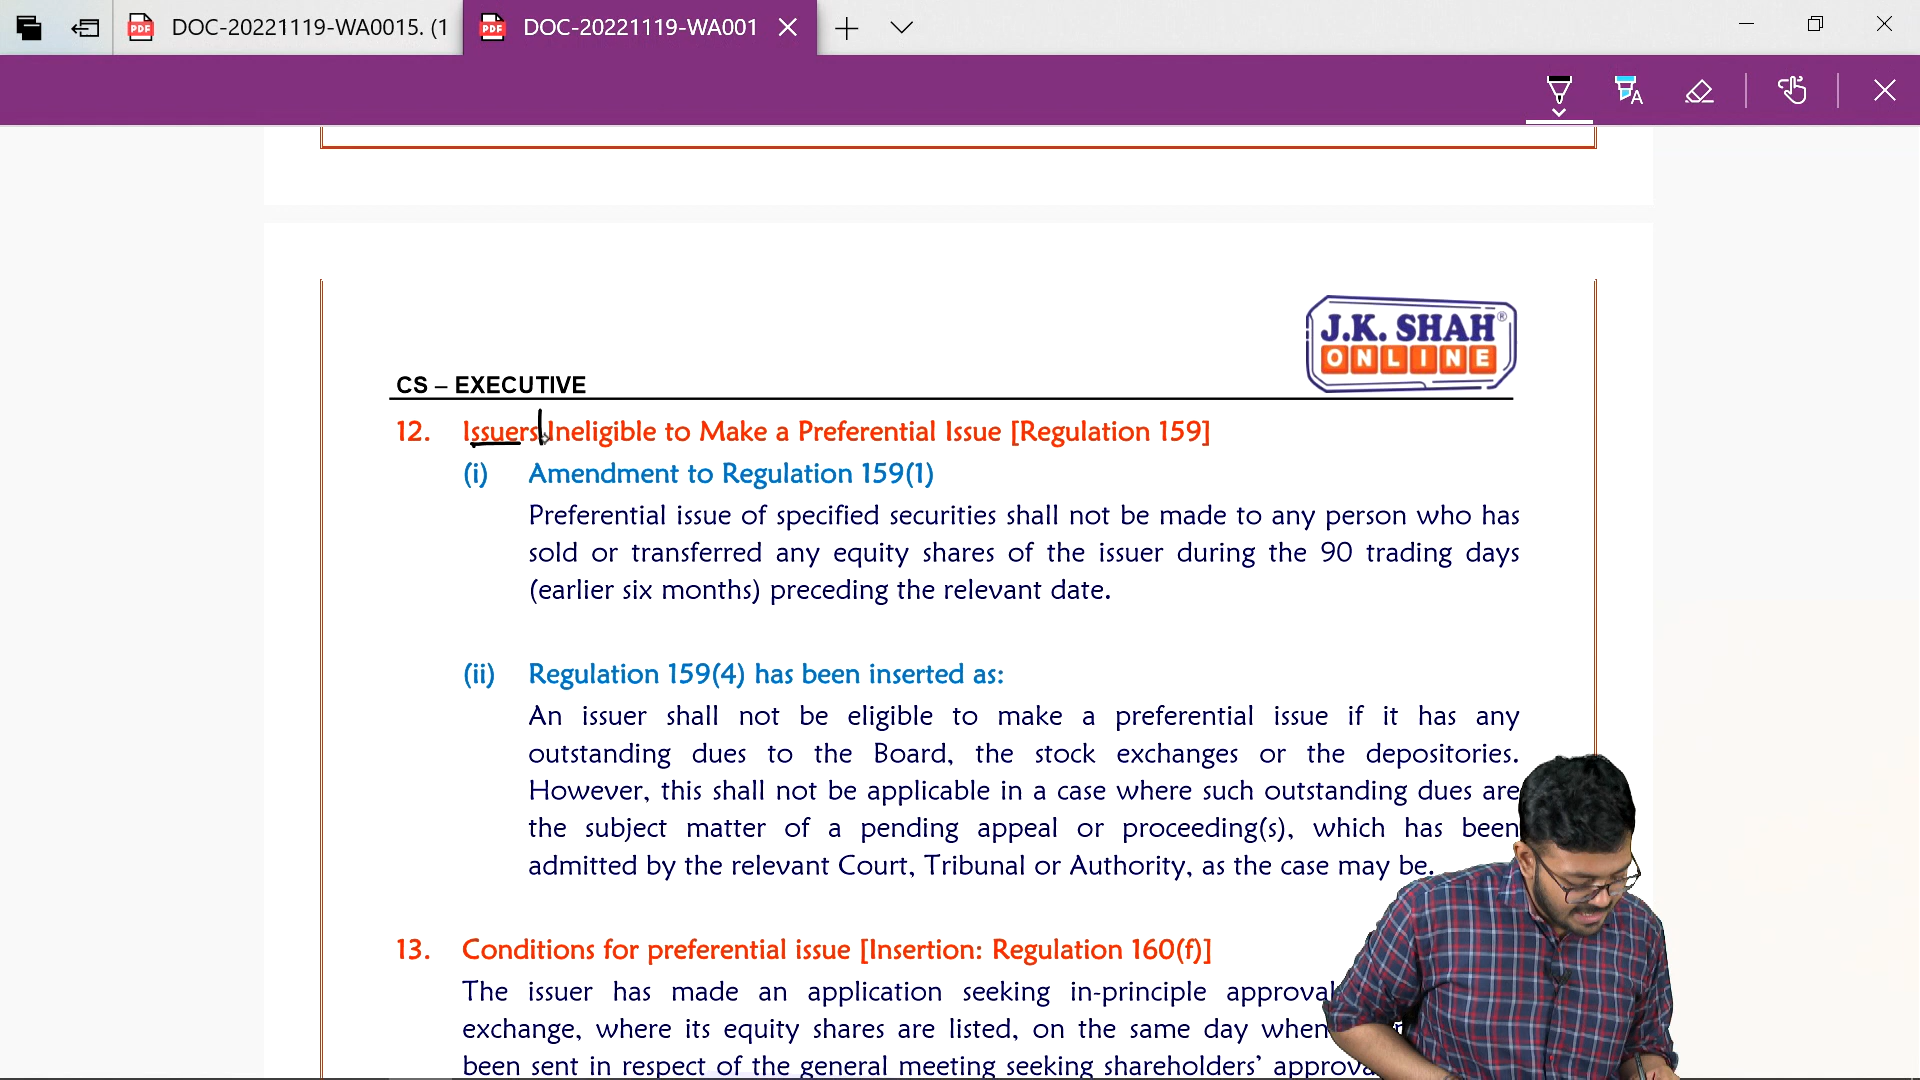 DOC-20221119-WA0015. (1
DOC-20221119-WA001
J.K. SHAH®
ONLINE
CS – EXECUTIVE
12. Issuers Ineligible to Make a Preferential Issue [Regulation 159]
(i) Amendment to Regulation 159(1)
Preferential issue of specified securities shall not be made to any person who has
sold or transferred any equity shares of the issuer during the 90 trading days
(earlier six months) preceding the relevant date.
(ii) Regulation 159(4) has been inserted as:
An issuer shall not be eligible to make a preferential issue if it has any
outstanding dues to the Board, the stock exchanges or the depositories.
However, this shall not be applicable in a case where such outstanding dues are
the subject matter of a pending appeal or proceeding(s), which has been
admitted by the relevant Court, Tribunal or Authority, as the case may be.
13. Conditions for preferential issue [Insertion: Regulation 160(f)]
The issuer has made an application seeking in-principle approval
exchange, where its equity shares are listed, on the same day when
been sent in respect of the general meeting seeking shareholders'